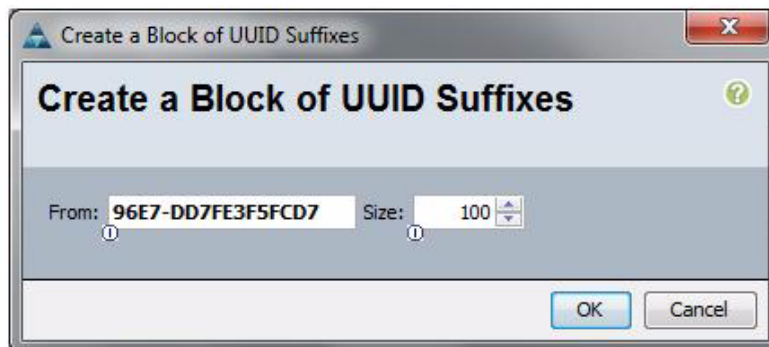 Create a Block of UUID Suffixes
Create a Block of UUID Suffixes
From: 96E7-DD7FE3F5FCD7 Size: 100
OK Cancel